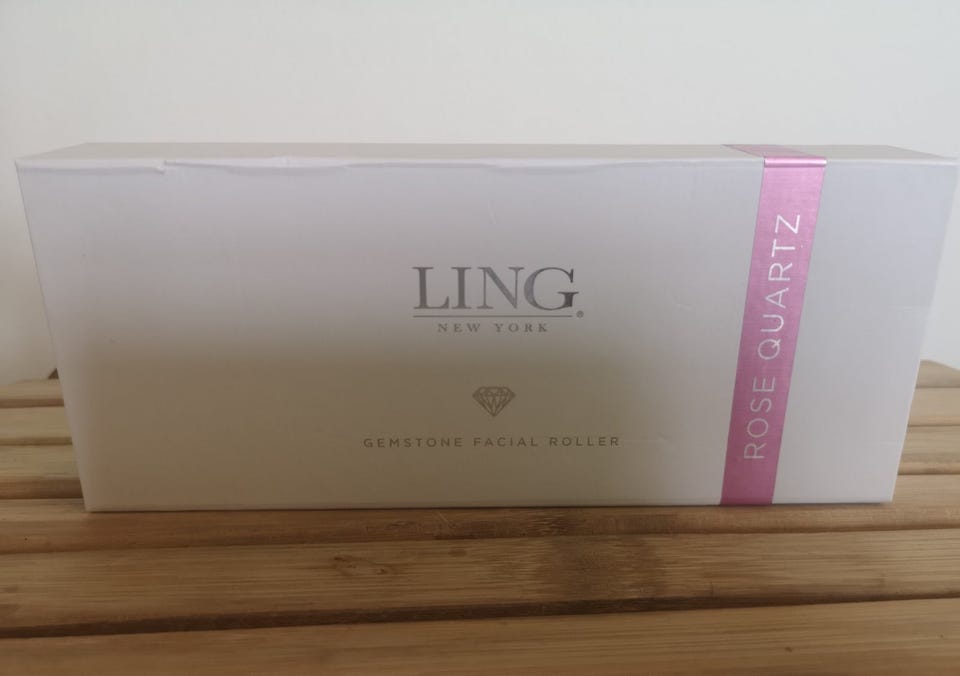 LING®
NEW YORK
GEMSTONE FACIAL ROLLER
ROSE QUARTZ